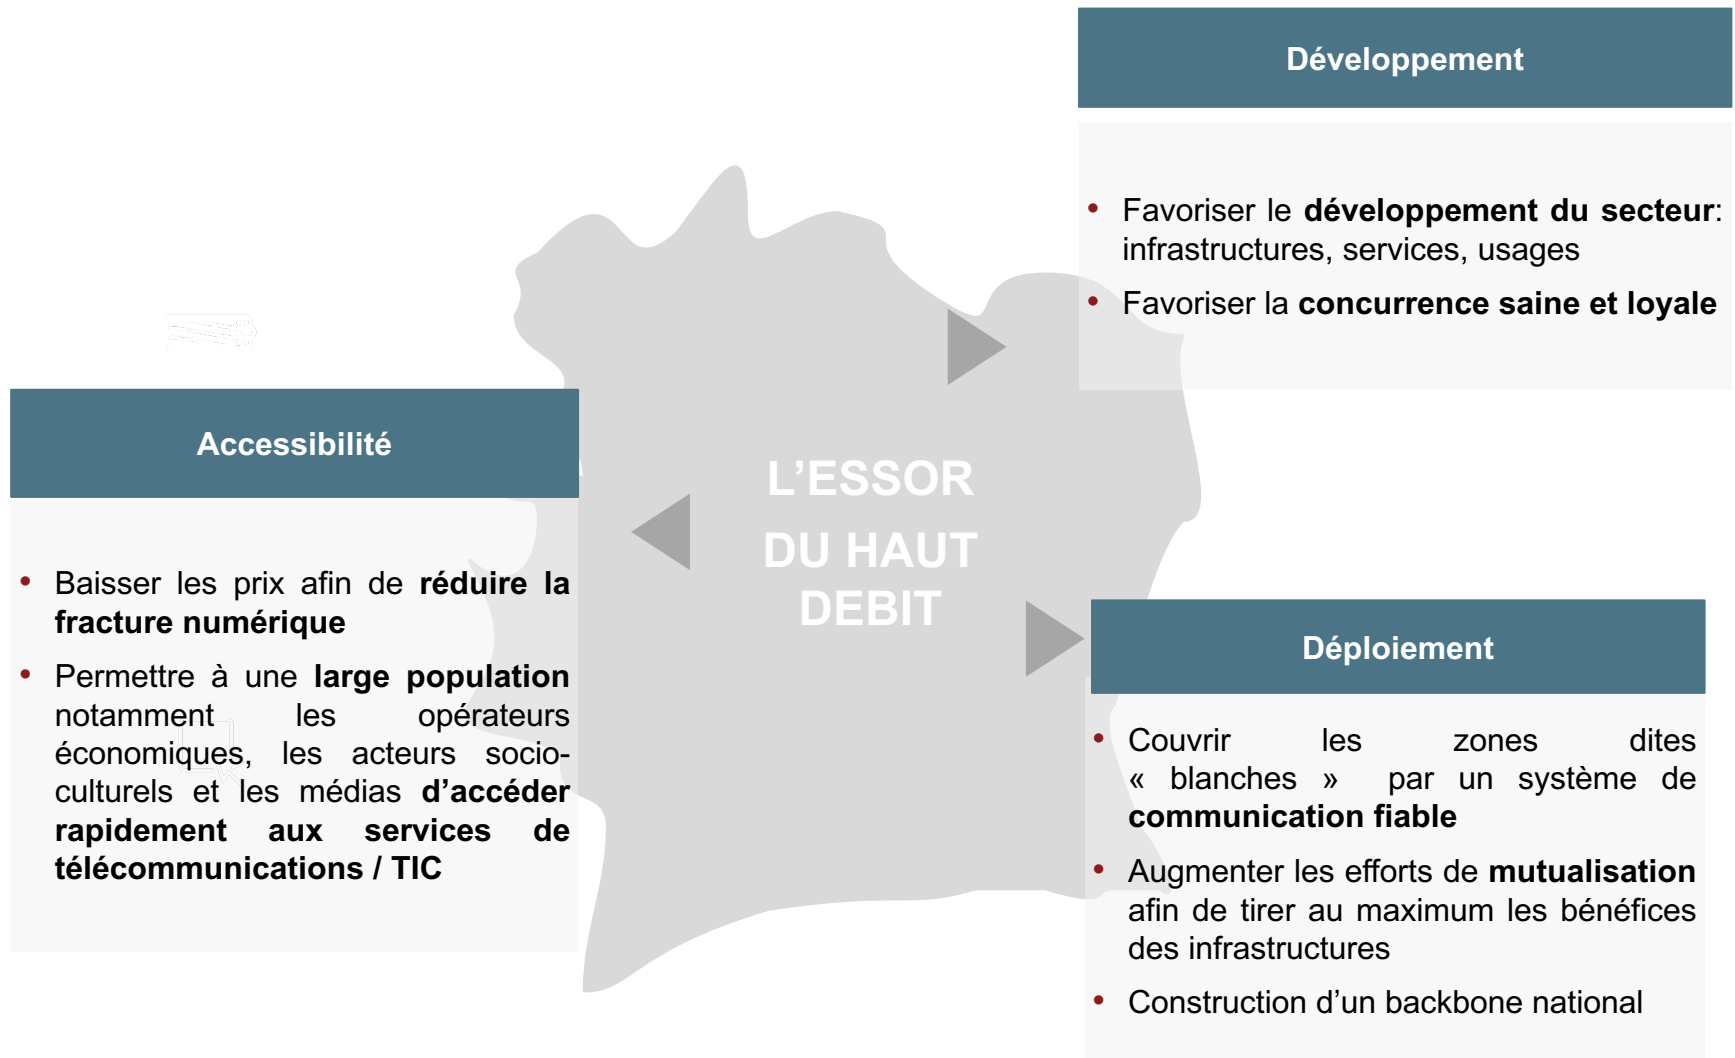 Développement
• Favoriser le développement du secteur:
infrastructures, services, usages
• Favoriser la concurrence saine et loyale
Accessibilité
• Baisser les prix afin de réduire la
fracture numérique
• Permettre à une large population
notamment les opérateurs
économiques, les acteurs socio-
culturels et les médias d’accéder
rapidement aux services de
télécommunications / TIC
L’ESSOR
DU HAUT
DEBIT
Déploiement
• Couvrir les zones dites
« blanches » par un système de
communication fiable
• Augmenter les efforts de mutualisation
afin de tirer au maximum les bénéfices
des infrastructures
• Construction d’un backbone national